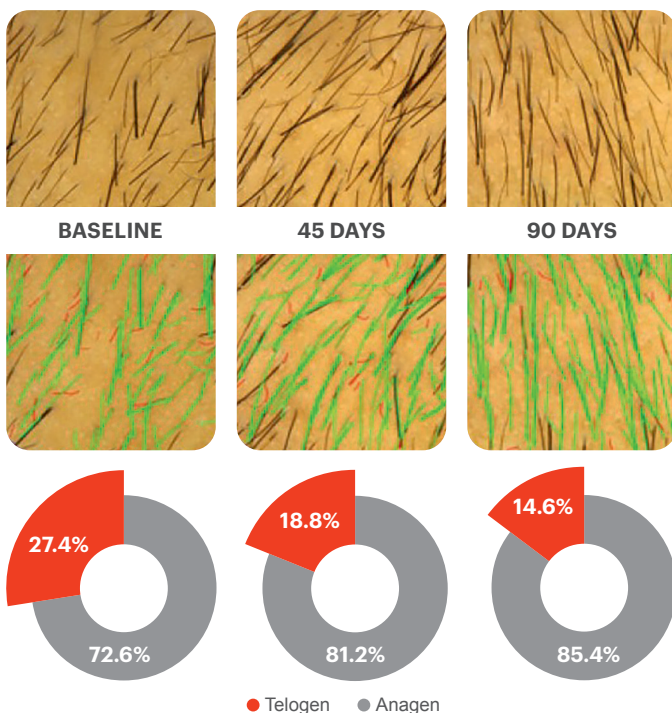 BASELINE
45 DAYS
90 DAYS
27.4%
72.6%
18.8%
81.2%
14.6%
85.4%
Telogen
Anagen